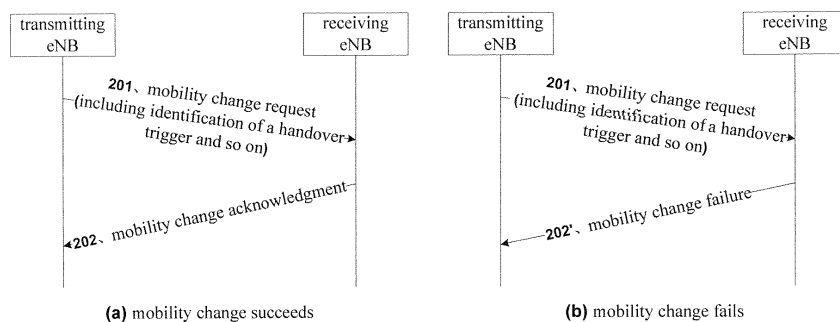 transmitting
eNB
receiving
eNB
201、mobility change request
(including identification of a handover
trigger and so on)
202、mobility change acknowledgment
(a) mobility change succeeds
transmitting
eNB
receiving
eNB
201、mobility change request
(including identification of a handover
trigger and so on)
202'、mobility change failure
(b) mobility change fails